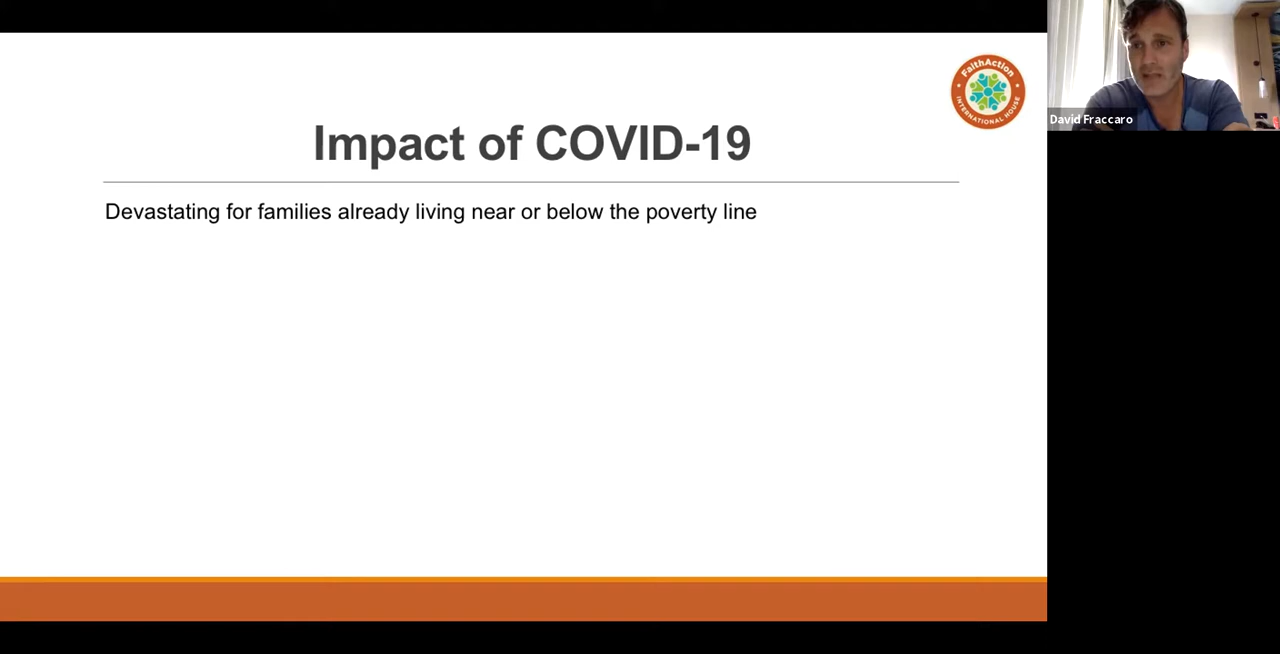 FaithAction
INTERNATIONAL HOUSE
Impact of COVID-19
Devastating for families already living near or below the poverty line
David Fraccaro